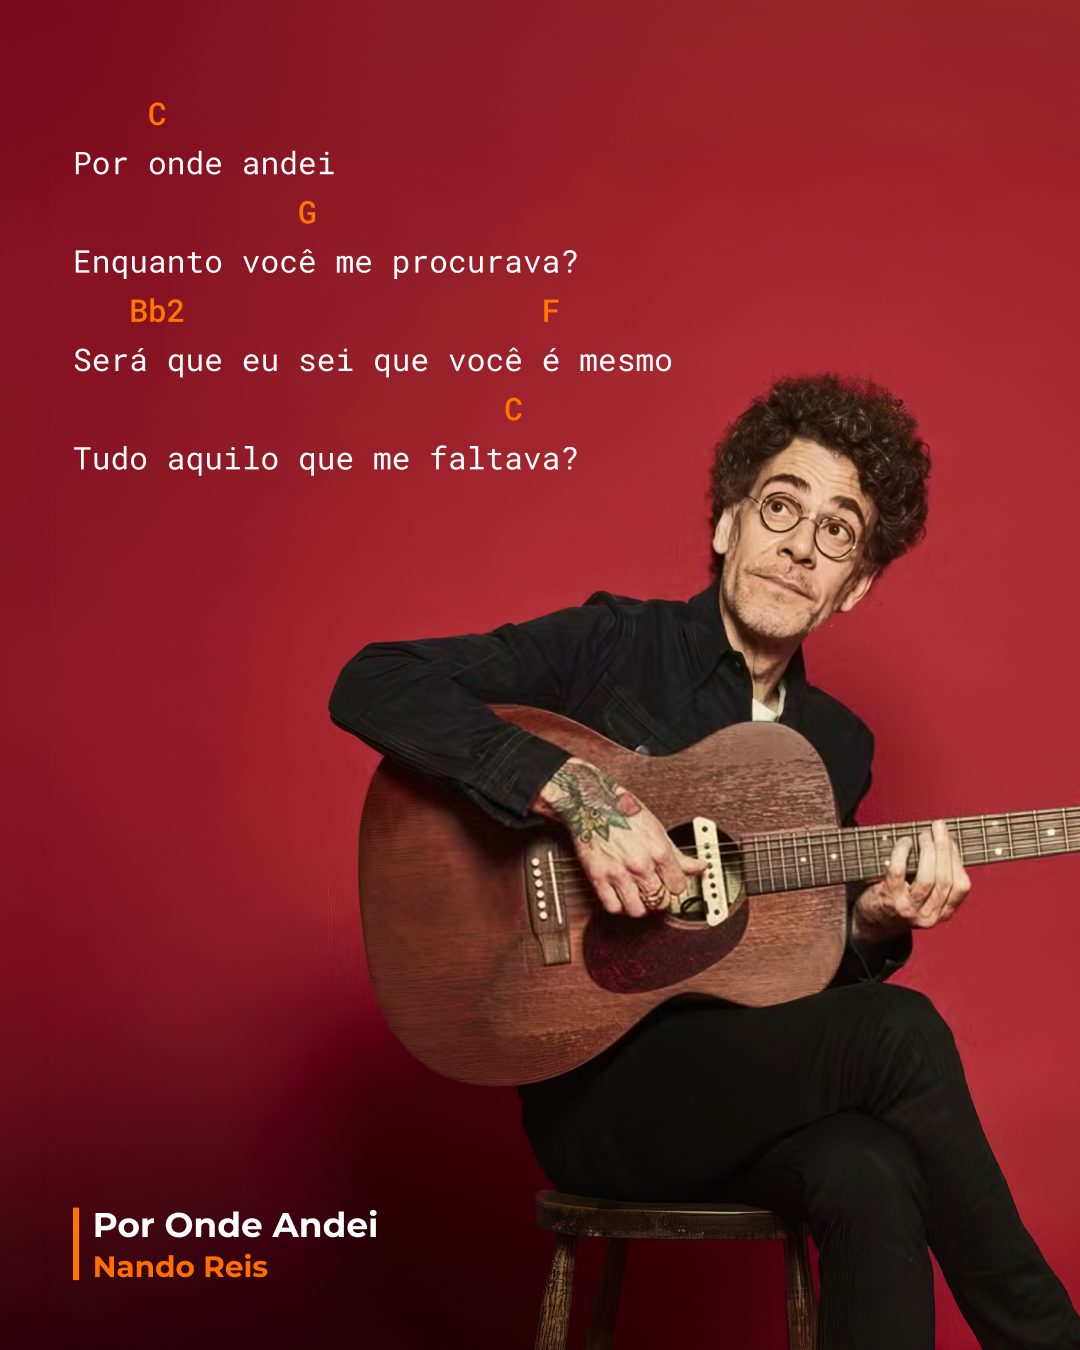 C
Por onde andei
G
Enquanto você me procurava?
Bb2 F
Será que eu sei que você é mesmo
C
Tudo aquilo que me faltava?
Por Onde Andei
Nando Reis